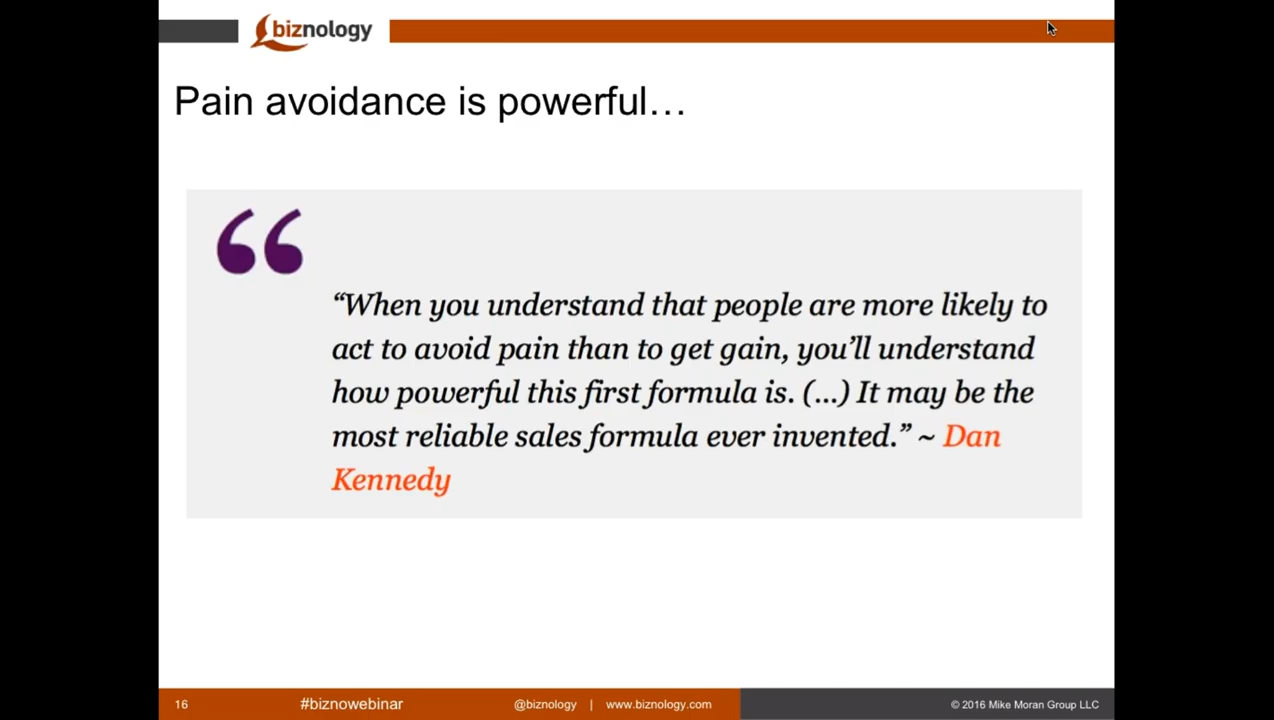 biznology
Pain avoidance is powerful…
“
“When you understand that people are more likely to
act to avoid pain than to get gain, you’ll understand
how powerful this first formula is. (...) It may be the
most reliable sales formula ever invented.” ~ Dan
Kennedy
16 #biznowebinar @biznology | www.biznology.com © 2016 Mike Moran Group LLC